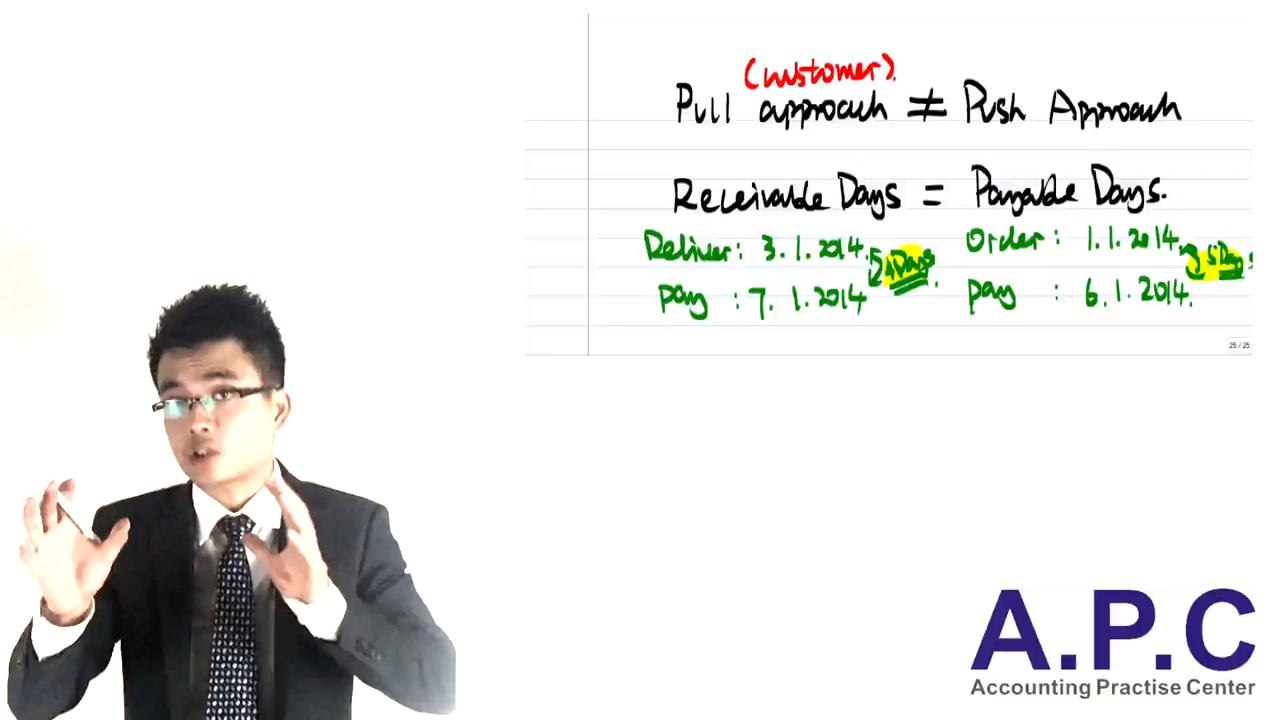 (customer).
Pull approach ≠ Push Approach
Receivable Days = Payable Days.
Deliver: 3.1.2014. 4 Days Order: 1.1.2014. 5 Days
pay: 7.1.2014 pay: 6.1.2014.
25 / 25
A.P.C
Accounting Practise Center